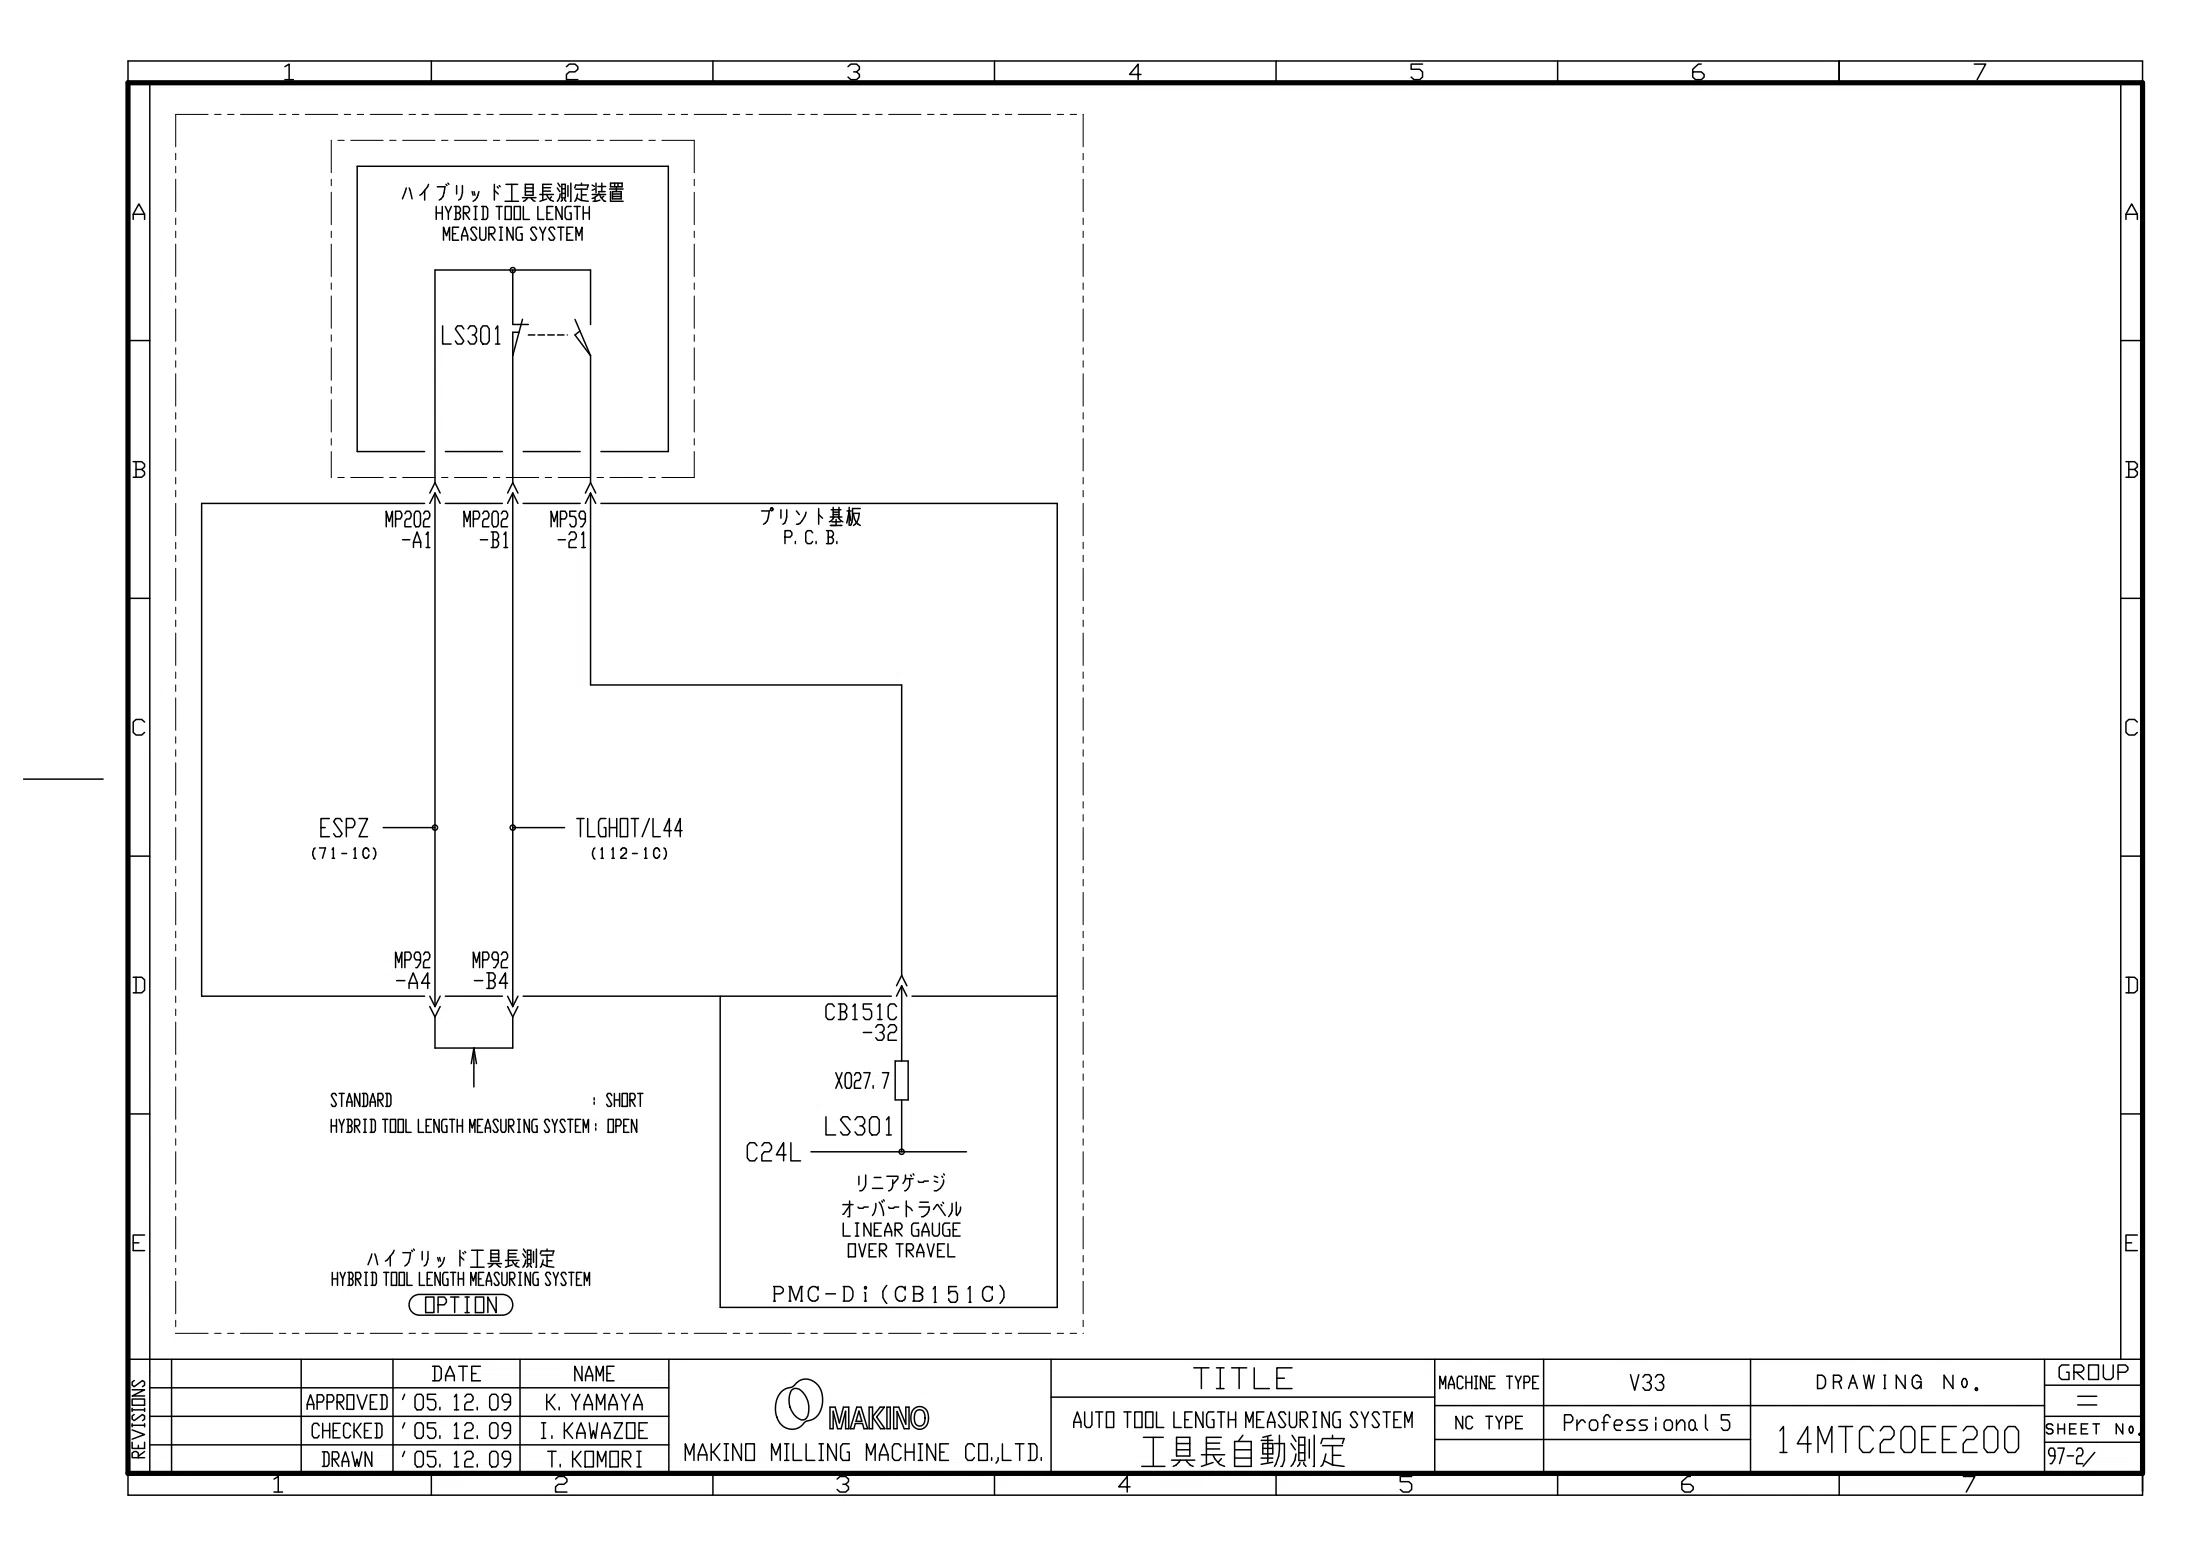 1 2 3 4 5 6 7
A A
B B
C C
D D
E E
ハイブリッド工具長測定装置
HYBRID TOOL LENGTH
MEASURING SYSTEM
LS301
MP202
-A1
MP202
-B1
MP59
-21
プリント基板
P. C. B.
ESPZ
(71-1C)
TLGHOT/L44
(112-1C)
MP92
-A4
MP92
-B4
CB151C
-32
X027. 7
LS301
C24L
リニアゲージ
オーバートラベル
LINEAR GAUGE
OVER TRAVEL
PMC-Di(CB151C)
STANDARD : SHORT
HYBRID TOOL LENGTH MEASURING SYSTEM : OPEN
ハイブリッド工具長測定
HYBRID TOOL LENGTH MEASURING SYSTEM
OPTION
REVISIONS
DATE NAME
APPROVED '05. 12. 09 K. YAMAYA
CHECKED '05. 12. 09 I. KAWAZOE
DRAWN '05. 12. 09 T. KOMORI
MAKINO
MAKINO MILLING MACHINE CO.,LTD.
TITLE
AUTO TOOL LENGTH MEASURING SYSTEM
工具長自動測定
MACHINE TYPE V33
NC TYPE Professional 5
DRAWING No.
14MTC20EE200
GROUP
=
SHEET No.
97-2/
1 2 3 4 5 6 7